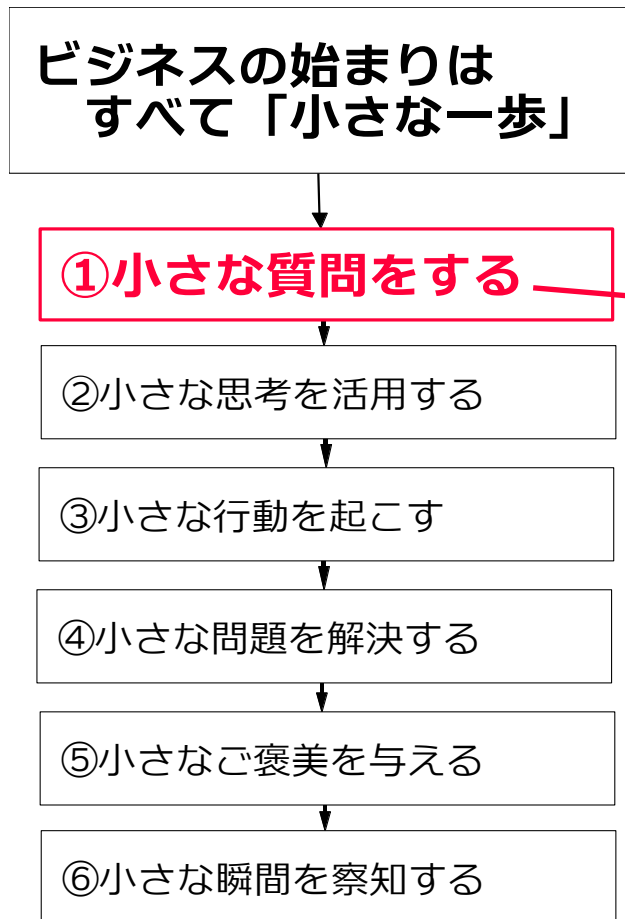 ビジネスの始まりは
すべて「小さな一歩」
①小さな質問をする
②小さな思考を活用する
③小さな行動を起こす
④小さな問題を解決する
⑤小さなご褒美を与える
⑥小さな瞬間を察知する